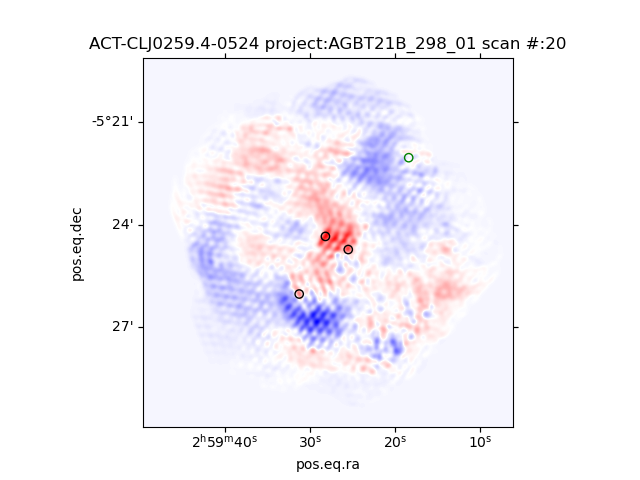 ACT-CLJ0259.4-0524 project:AGBT21B_298_01 scan #:20
-5°21'
24'
27'
pos.eq.dec
2ʰ59ᵐ40ˢ 30ˢ 20ˢ 10ˢ
pos.eq.ra